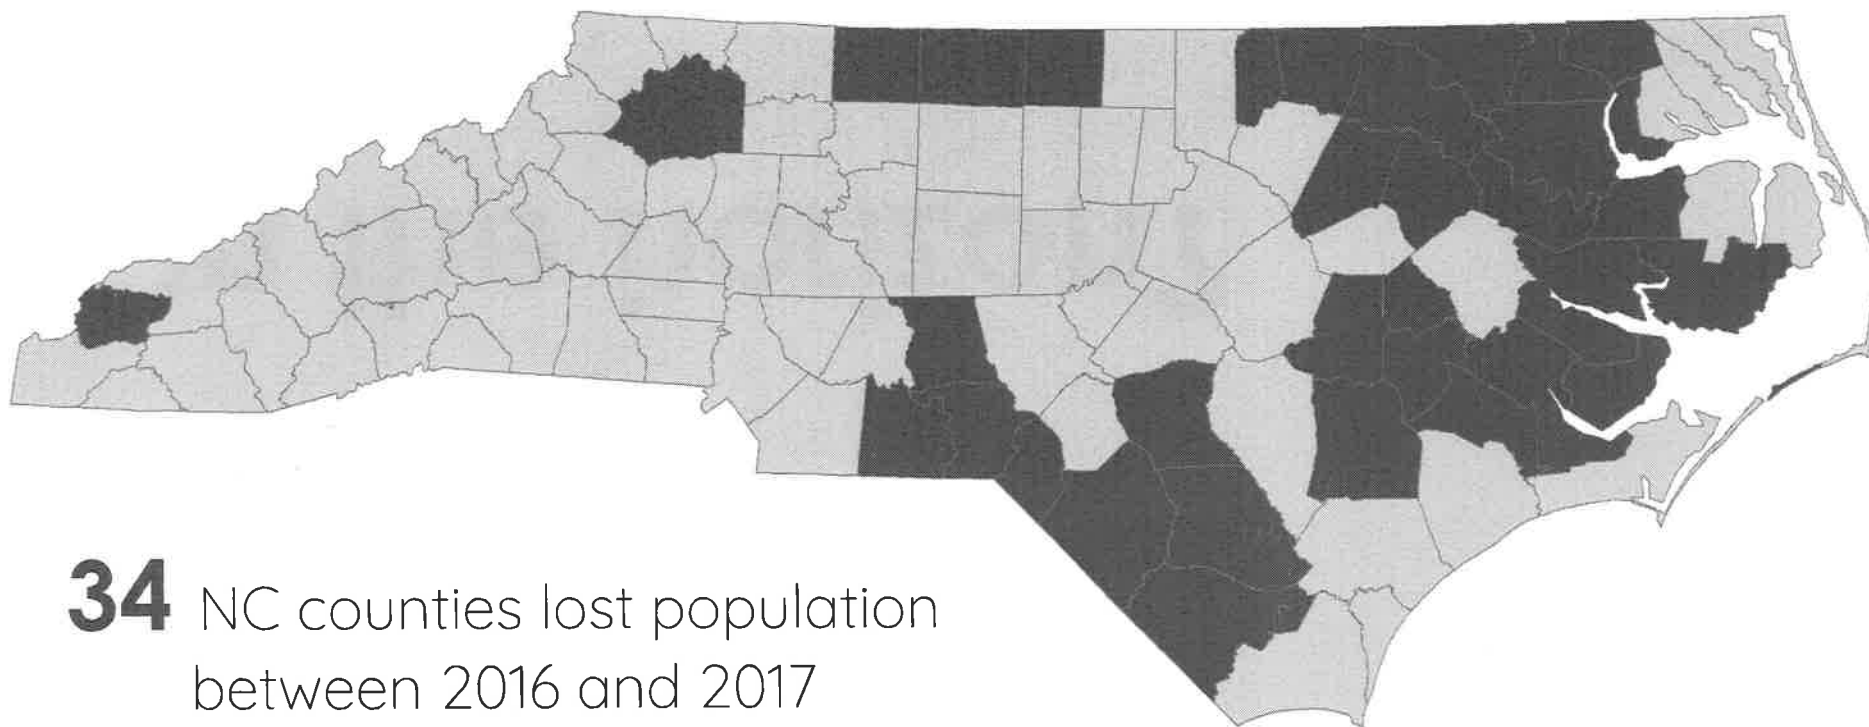 34 NC counties lost population
between 2016 and 2017